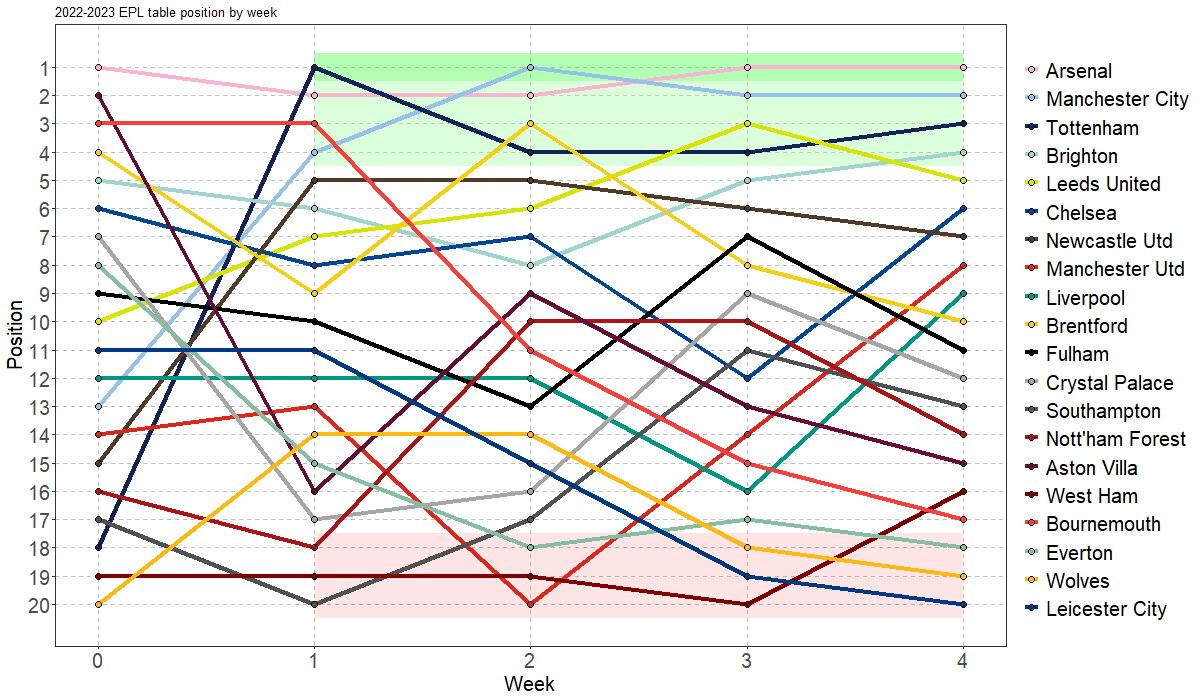 2022-2023 EPL table position by week
Position
1
2
3
4
5
6
7
8
9
10
11
12
13
14
15
16
17
18
19
20
0 1 2 3 4
Week
Arsenal
Manchester City
Tottenham
Brighton
Leeds United
Chelsea
Newcastle Utd
Manchester Utd
Liverpool
Brentford
Fulham
Crystal Palace
Southampton
Nott'ham Forest
Aston Villa
West Ham
Bournemouth
Everton
Wolves
Leicester City